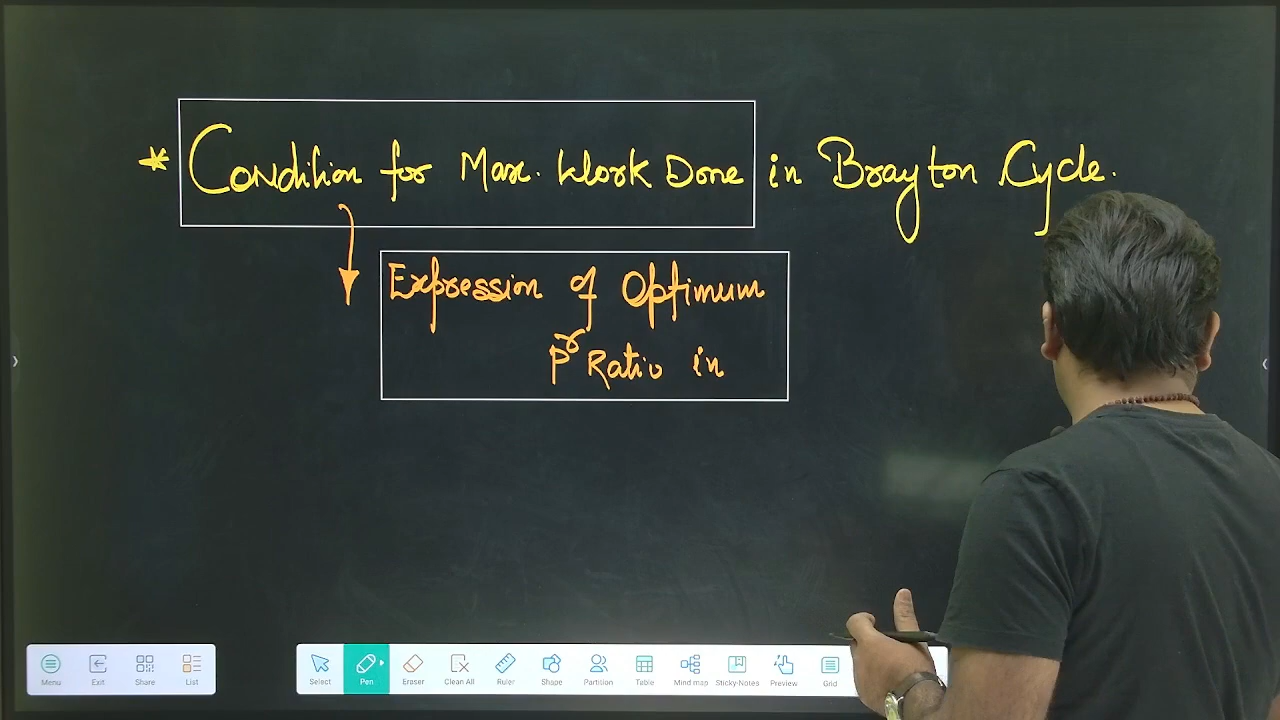 * Condition for Max. Work Done in Brayton Cycle.
Expression of Optimum
Pr Ratio in
Menu Exit Share List Select Pen Eraser Clean All Ruler Shape Partition Table Mind map Sticky-Notes Preview Grid